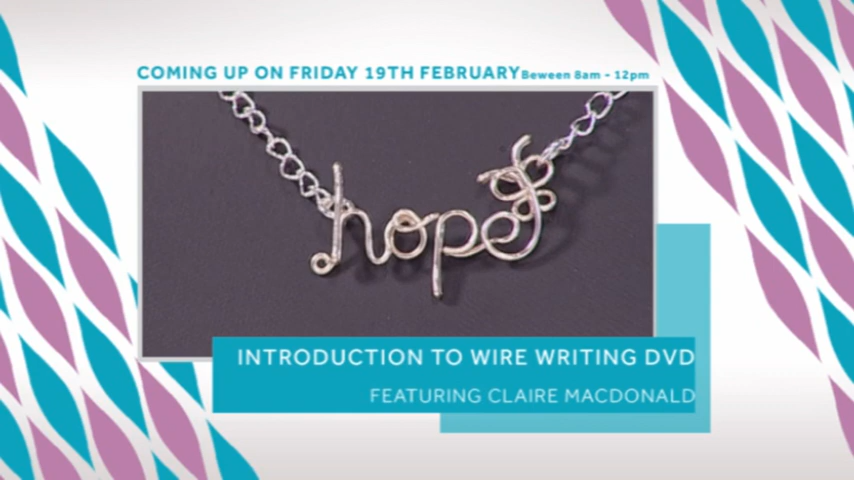 COMING UP ON FRIDAY 19TH FEBRUARY Beween 8am - 12pm
hope
INTRODUCTION TO WIRE WRITING DVD
FEATURING CLAIRE MACDONALD